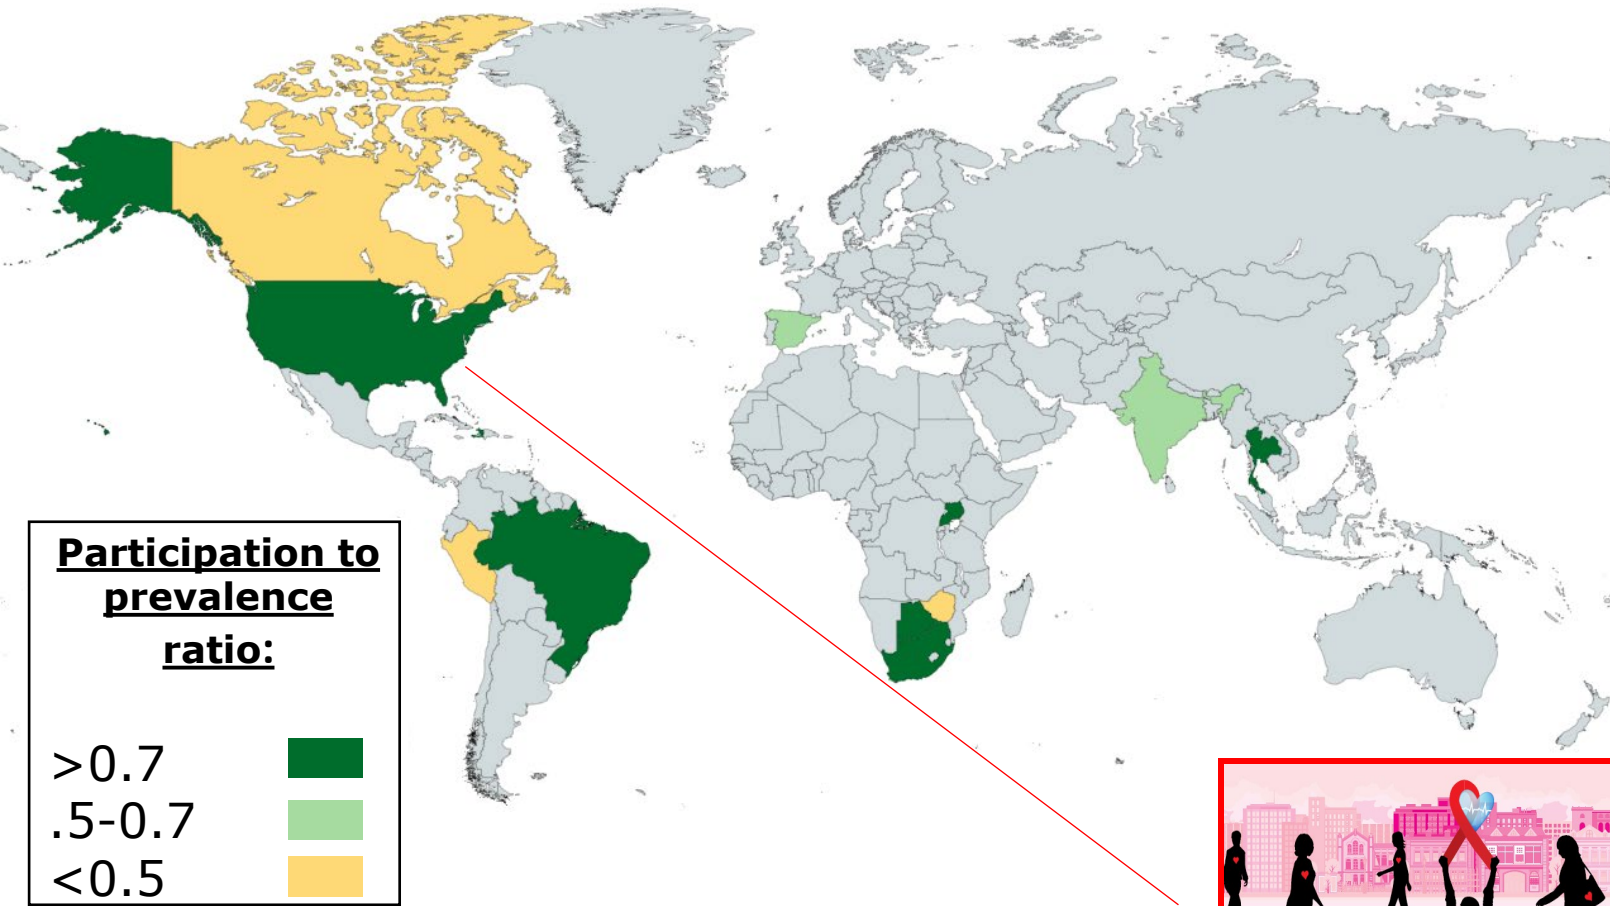 Participation to
prevalence
ratio:
>0.7
.5-0.7
<0.5